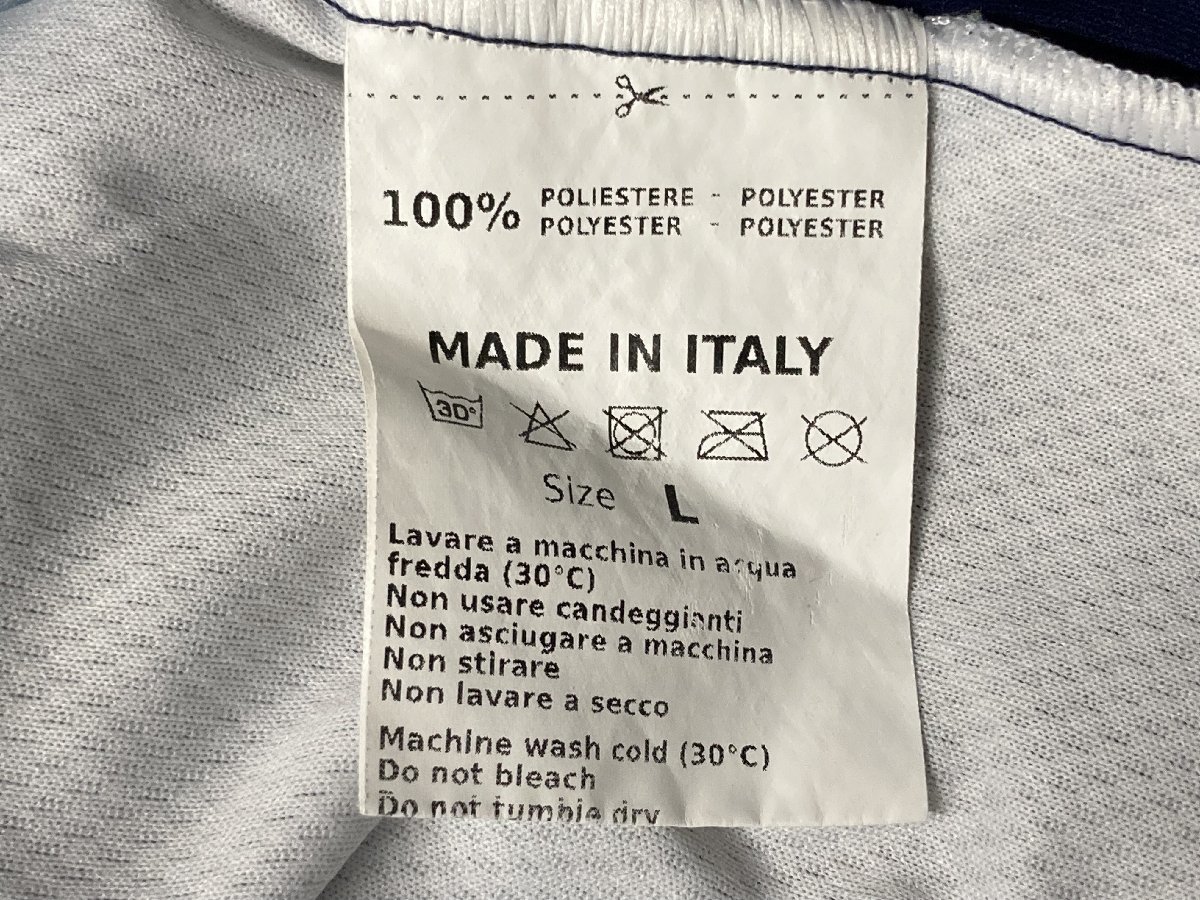 100% POLIESTERE - POLYESTER
POLYESTER - POLYESTER
MADE IN ITALY
30°
Size L
Lavare a macchina in acqua
fredda (30°C)
Non usare candeggianti
Non asciugare a macchina
Non stirare
Non lavare a secco
Machine wash cold (30°C)
Do not bleach
Do not tumble dry